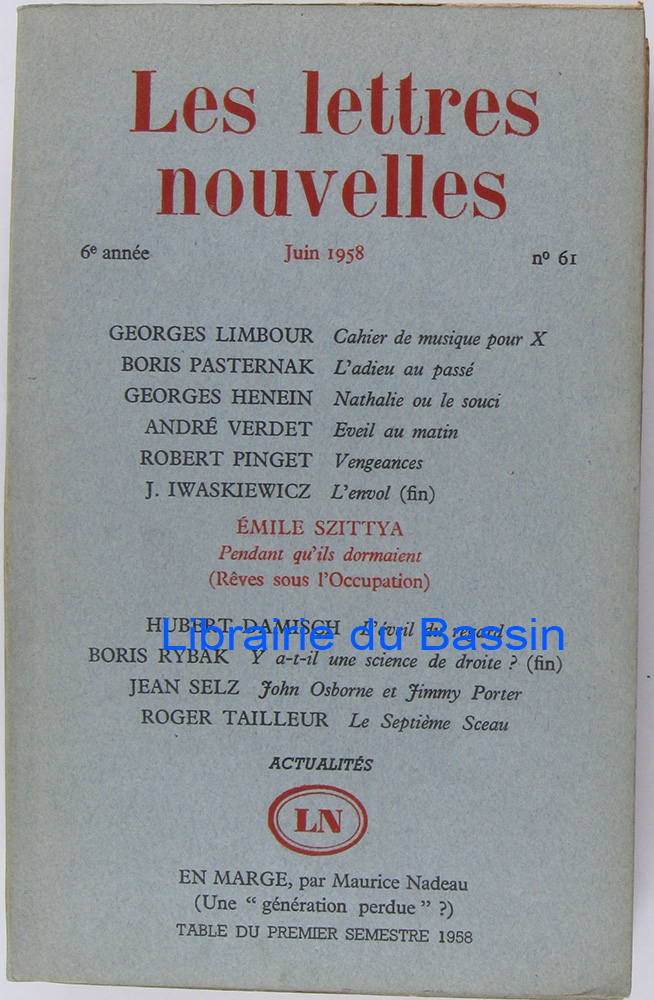 Les lettres
nouvelles
6e année Juin 1958 nº 61
GEORGES LIMBOUR Cahier de musique pour X
BORIS PASTERNAK L'adieu au passé
GEORGES HENEIN Nathalie ou le souci
ANDRÉ VERDET Eveil au matin
ROBERT PINGET Vengeances
J. IWASKIEWICZ L'envol (fin)
ÉMILE SZITTYA
Pendant qu'ils dormaient
(Rêves sous l'Occupation)
HUBERT DAMISCH L'éveil du regard
Librairie du Bassin
BORIS RYBAK Y a-t-il une science de droite ? (fin)
JEAN SELZ John Osborne et Jimmy Porter
ROGER TAILLEUR Le Septième Sceau
ACTUALITÉS
LN
EN MARGE, par Maurice Nadeau
(Une “ génération perdue ” ?)
TABLE DU PREMIER SEMESTRE 1958